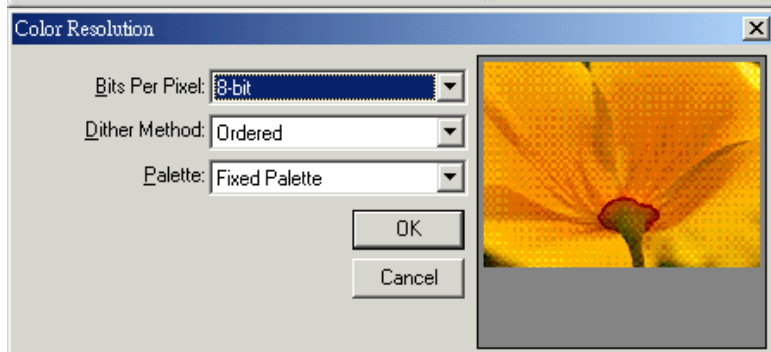 Color Resolution
Bits Per Pixel: 8-bit
Dither Method: Ordered
Palette: Fixed Palette
OK
Cancel